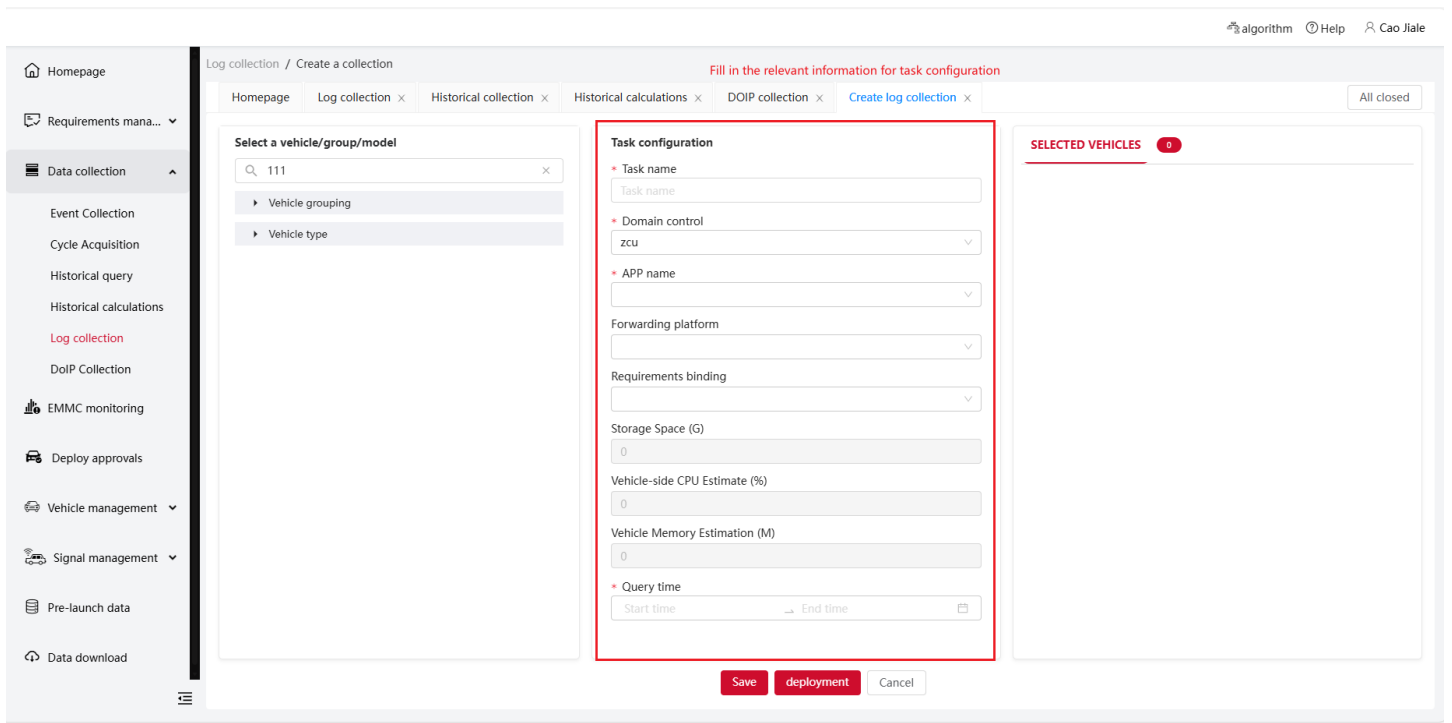 algorithm Help Cao Jiale
Homepage
Requirements mana...
Data collection
Event Collection
Cycle Acquisition
Historical query
Historical calculations
Log collection
DoIP Collection
EMMC monitoring
Deploy approvals
Vehicle management
Signal management
Pre-launch data
Data download
Log collection / Create a collection
Fill in the relevant information for task configuration
Homepage Log collection × Historical collection × Historical calculations × DOIP collection × Create log collection × All closed
Select a vehicle/group/model
111 ×
Vehicle grouping
Vehicle type
Task configuration
* Task name
Task name
* Domain control
zcu
* APP name
Forwarding platform
Requirements binding
Storage Space (G)
0
Vehicle-side CPU Estimate (%)
0
Vehicle Memory Estimation (M)
0
* Query time
Start time → End time
SELECTED VEHICLES 0
Save deployment Cancel